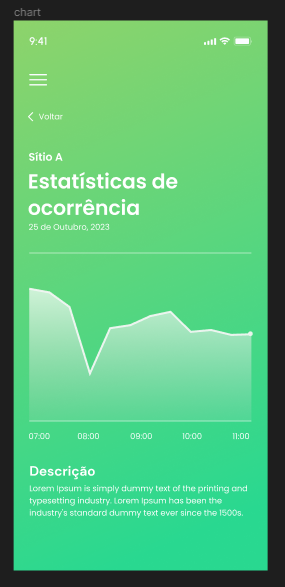 chart
9:41
Voltar
Sítio A
Estatísticas de
ocorrência
25 de Outubro, 2023
07:00 08:00 09:00 10:00 11:00
Descrição
Lorem Ipsum is simply dummy text of the printing and
typesetting industry. Lorem Ipsum has been the
industry's standard dummy text ever since the 1500s.